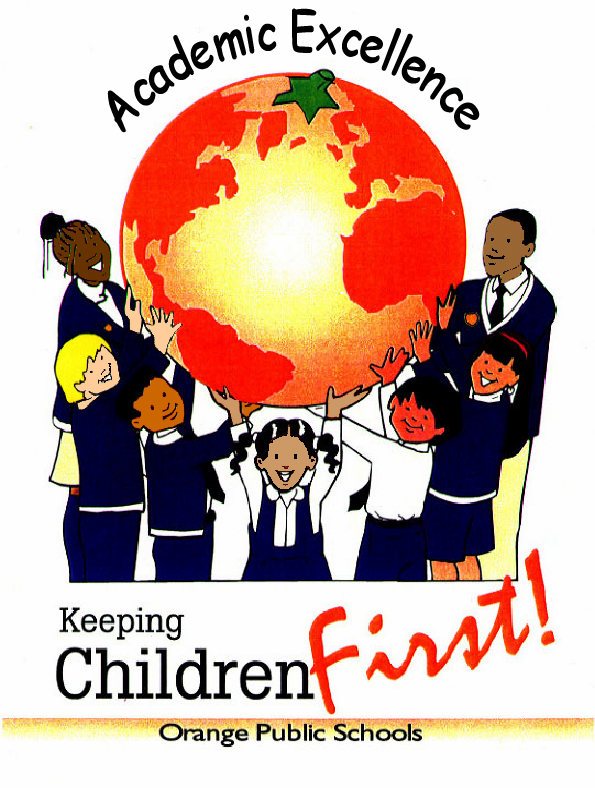 Academic Excellence
Keeping
Children First!
Orange Public Schools